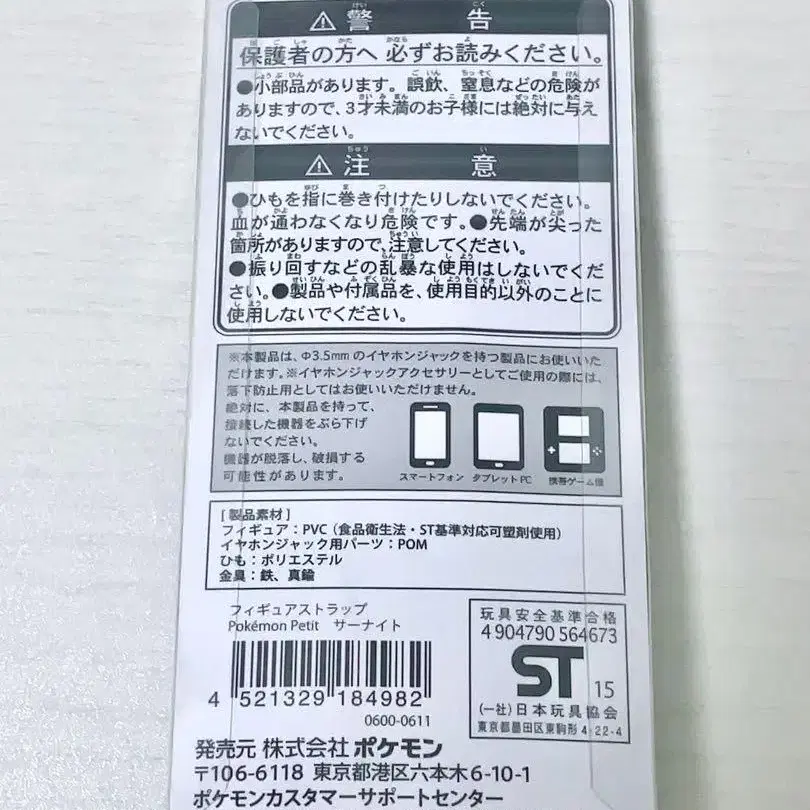 ⚠警告
保護者の方へ 必ずお読みください。
●小部品があります。誤飲、窒息などの危険が
ありますので、3才未満のお子様には絶対に与え
ないでください。
⚠注意
●ひもを指に巻き付けたりしないでください。
血が通わなくなり危険です。●先端が尖った
箇所がありますので、注意してください。
●振り回すなどの乱暴な使用はしないでくだ
さい。●製品や付属品を、使用目的以外のことに
使用しないでください。
※本製品は、Φ3.5mmのイヤホンジャックを持つ製品にお使いいた
だけます。※イヤホンジャックアクセサリーとしてご使用の際には、
落下防止用としてはお使いいただけません。
絶対に、本製品を持って、
接続した機器をぶら下げ
ないでください。
機器が脱落し、破損する
可能性があります。
スマートフォン タブレットPC 携帯ゲーム機
[製品素材]
フィギュア：PVC（食品衛生法・ST基準対応可塑剤使用）
イヤホンジャック用パーツ：POM
ひも：ポリエステル
金具：鉄、真鍮
フィギュアストラップ
Pokémon Petit サーナイト
4 521329 184982
0600-0611
玩具安全基準合格
4 904790 564673
ST 15
(一社)日本玩具協会
東京都墨田区東駒形4-22-4
発売元 株式会社ポケモン
〒106-6118 東京都港区六本木6-10-1
ポケモンカスタマーサポートセンター